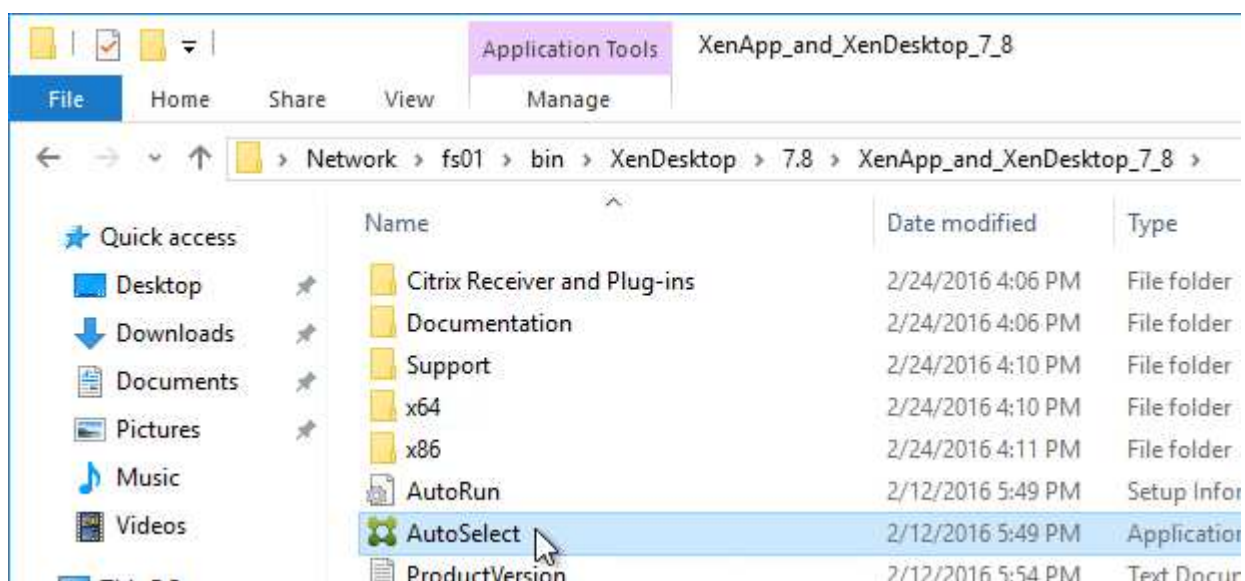 Application Tools XenApp_and_XenDesktop_7_8
File Home Share View Manage
Network > fs01 > bin > XenDesktop > 7.8 > XenApp_and_XenDesktop_7_8 >
Name Date modified Type
Quick access
Desktop
Downloads
Documents
Pictures
Music
Videos
Citrix Receiver and Plug-ins 2/24/2016 4:06 PM File folder
Documentation 2/24/2016 4:06 PM File folder
Support 2/24/2016 4:10 PM File folder
x64 2/24/2016 4:10 PM File folder
x86 2/24/2016 4:11 PM File folder
AutoRun 2/12/2016 5:49 PM Setup Infor
AutoSelect 2/12/2016 5:49 PM Application
ProductVersion 2/12/2016 5:54 PM Text Docum